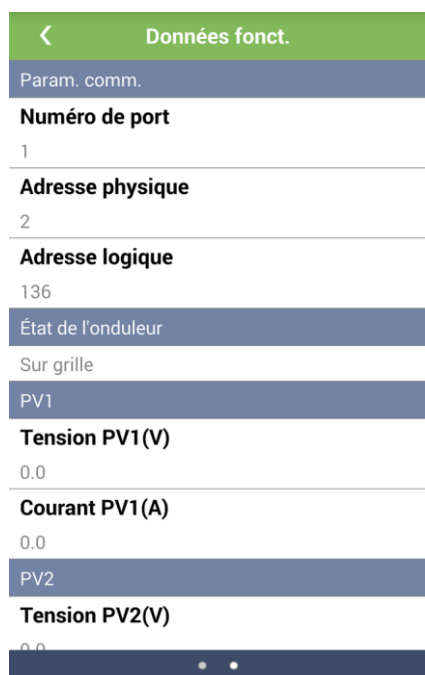 Données fonct.
Param. comm.
Numéro de port
1
Adresse physique
2
Adresse logique
136
État de l'onduleur
Sur grille
PV1
Tension PV1(V)
0.0
Courant PV1(A)
0.0
PV2
Tension PV2(V)